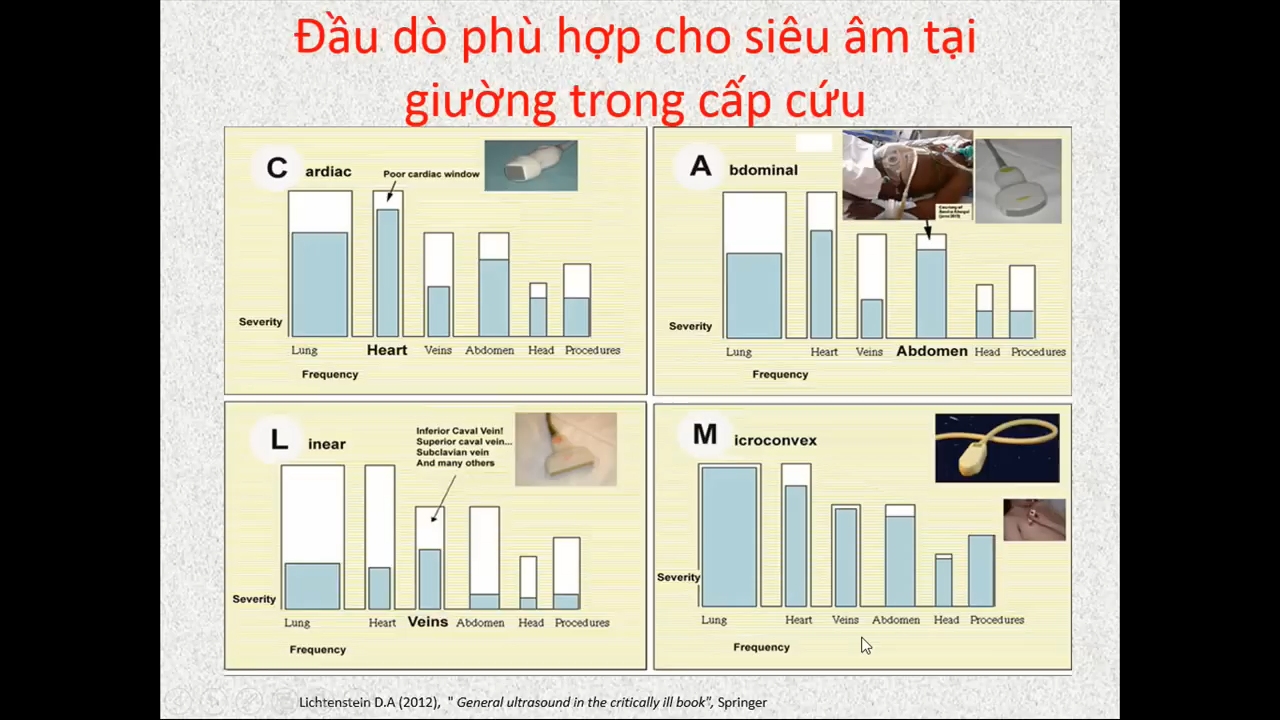 Đầu dò phù hợp cho siêu âm tại
giường trong cấp cứu
C ardiac
Poor cardiac window
Severity
Lung Heart Veins Abdomen Head Procedures
Frequency
A bdominal
Severity
Lung Heart Veins Abdomen Head Procedures
Frequency
L inear
Inferior Caval Vein!
Superior caval vein...
Subclavian vein
And many others
Severity
Lung Heart Veins Abdomen Head Procedures
Frequency
M icroconvex
Severity
Lung Heart Veins Abdomen Head Procedures
Frequency
Lichtenstein D.A (2012), " General ultrasound in the critically ill book", Springer